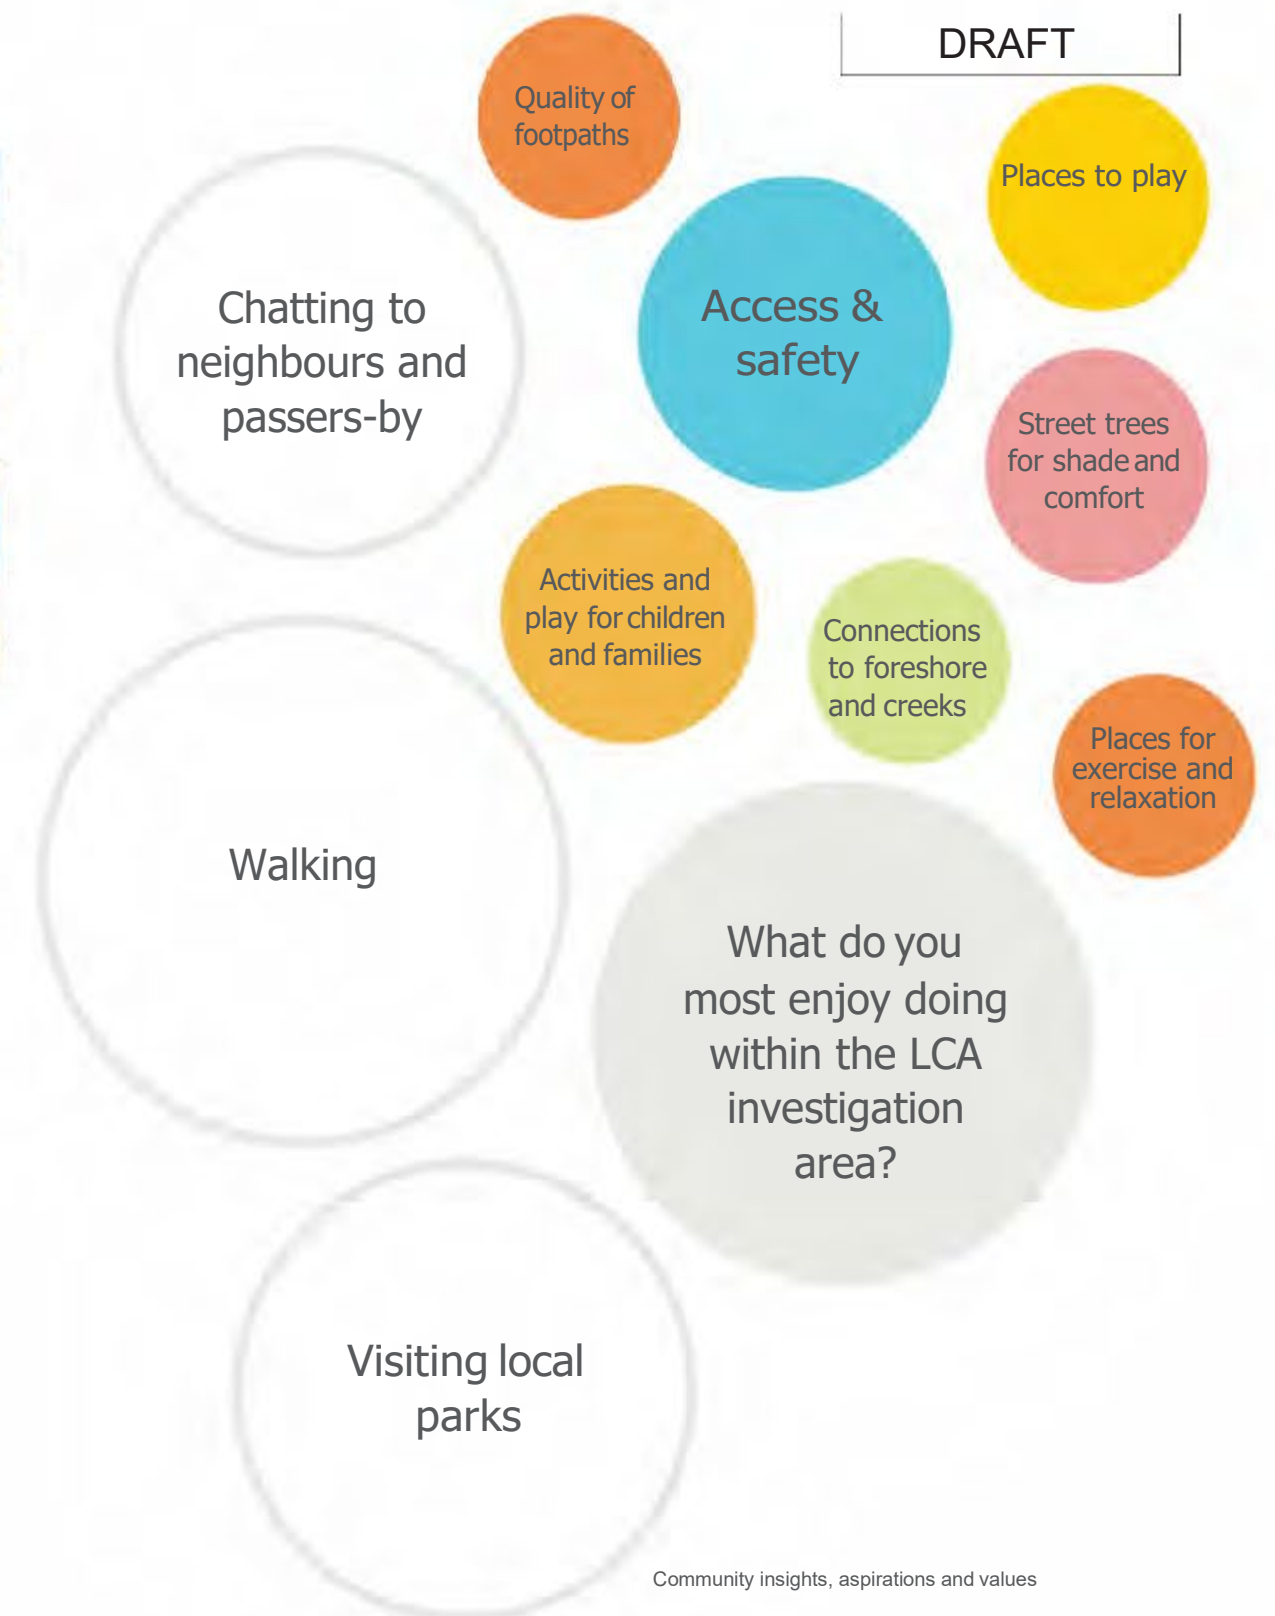 DRAFT
Quality of
footpaths
Places to play
Chatting to
neighbours and
passers-by
Access &
safety
Street trees
for shade and
comfort
Activities and
play for children
and families
Connections
to foreshore
and creeks
Places for
exercise and
relaxation
Walking
What do you
most enjoy doing
within the LCA
investigation
area?
Visiting local
parks
Community insights, aspirations and values